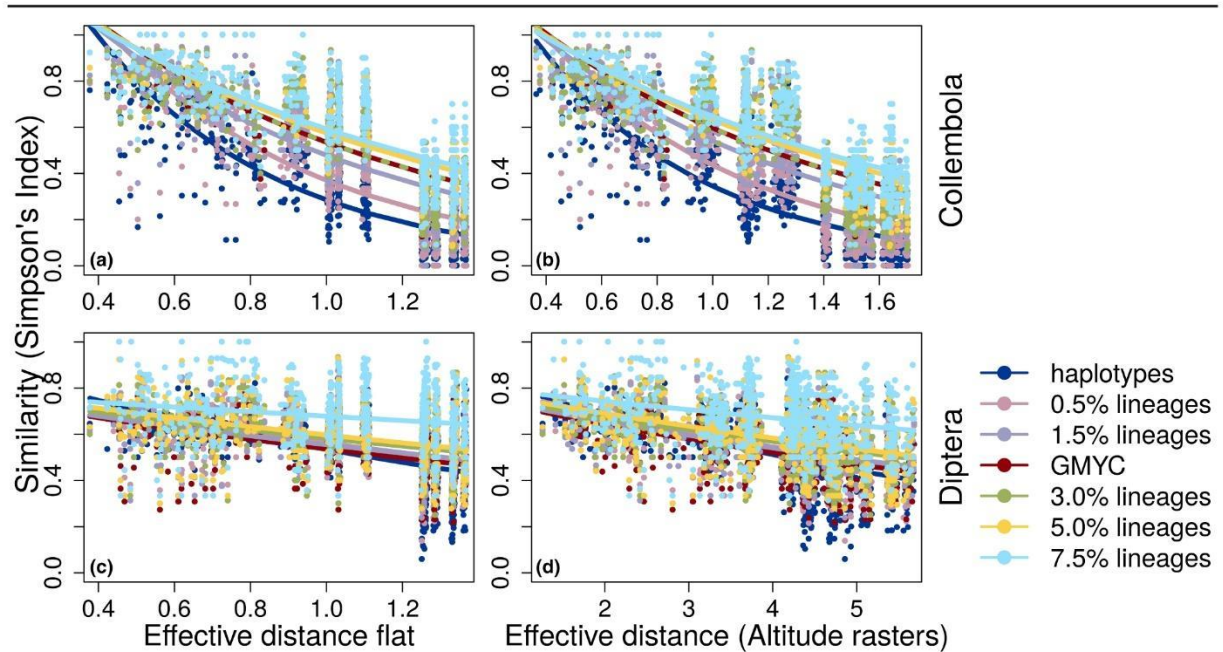 Similarity (Simpson's Index)
0.0 0.4 0.8
(a)
0.4 0.6 0.8 1.0 1.2
0.0 0.4 0.8
(b)
0.4 0.6 0.8 1.0 1.2 1.4 1.6
Collembola
0.0 0.4 0.8
(c)
0.4 0.6 0.8 1.0 1.2
Effective distance flat
0.0 0.4 0.8
(d)
2 3 4 5
Effective distance (Altitude rasters)
Diptera
haplotypes
0.5% lineages
1.5% lineages
GMYC
3.0% lineages
5.0% lineages
7.5% lineages